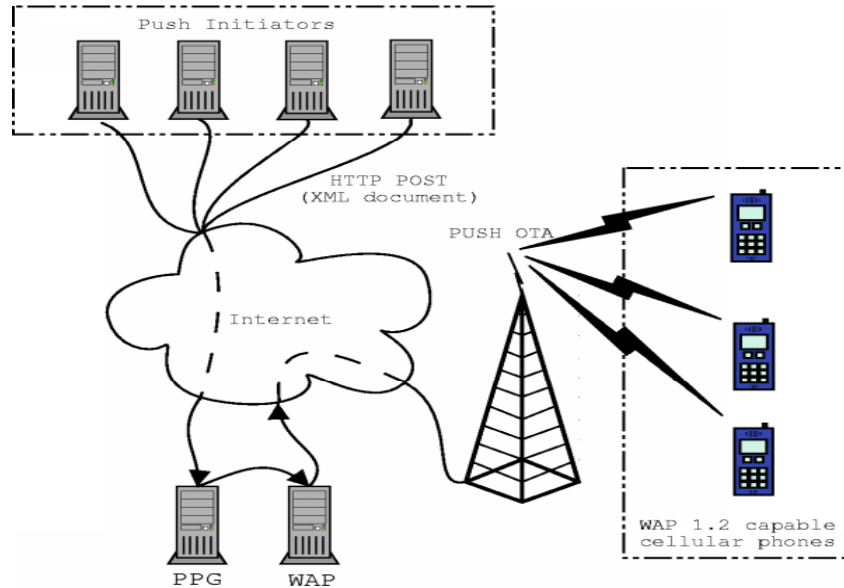 Push Initiators
HTTP POST
(XML document)
PUSH OTA
Internet
WAP 1.2 capable
cellular phones
PPG
WAP